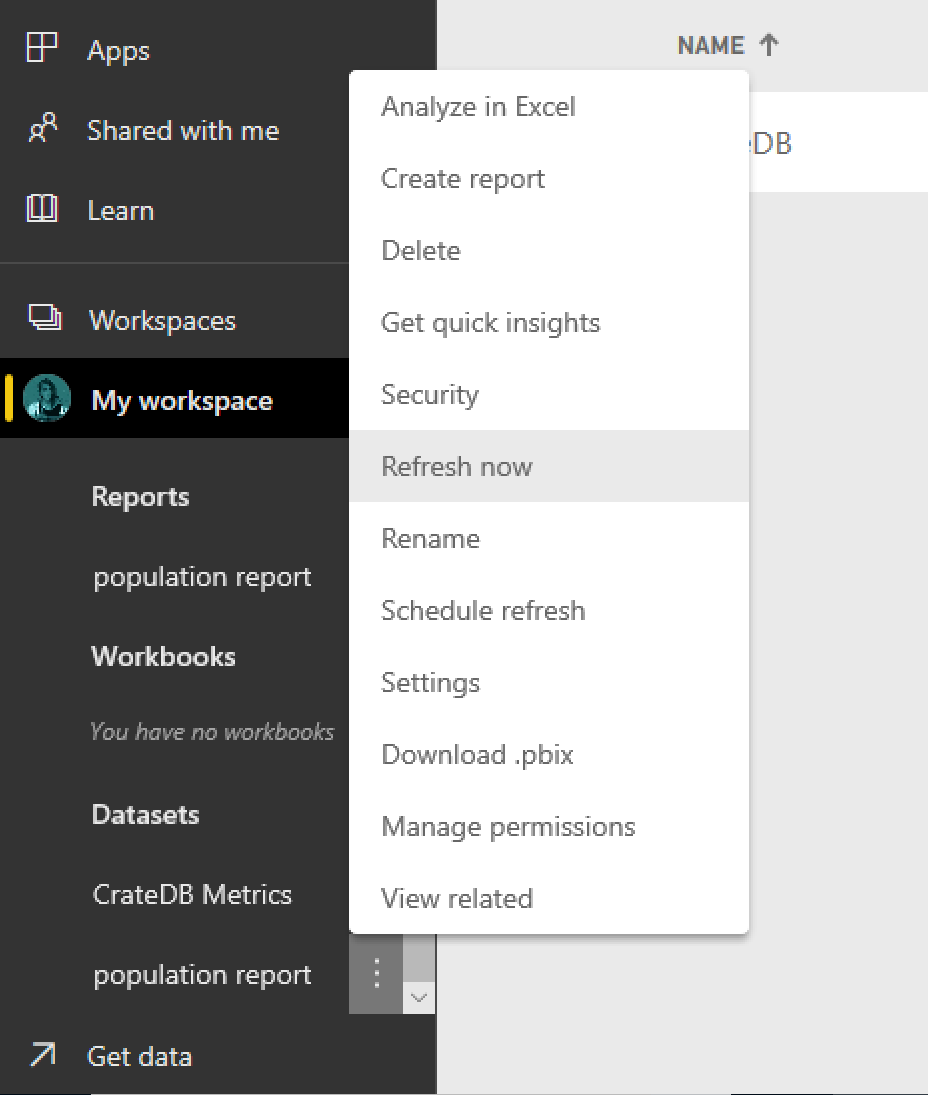 Apps
Shared with me
Learn
Workspaces
My workspace
Reports
population report
Workbooks
You have no workbooks
Datasets
CrateDB Metrics
population report
Get data
Analyze in Excel
Create report
Delete
Get quick insights
Security
Refresh now
Rename
Schedule refresh
Settings
Download .pbix
Manage permissions
View related
NAME
eDB